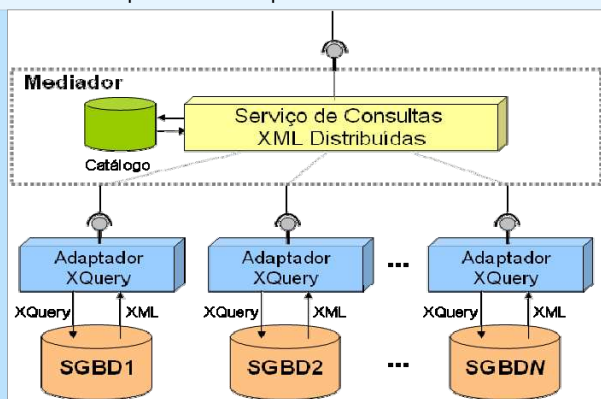 Mediador
Serviço de Consultas
XML Distribuídas
Catálogo
Adaptador
XQuery
Adaptador
XQuery
...
Adaptador
XQuery
XQuery
XML
XQuery
XML
XQuery
XML
SGBD1
SGBD2
...
SGBDN